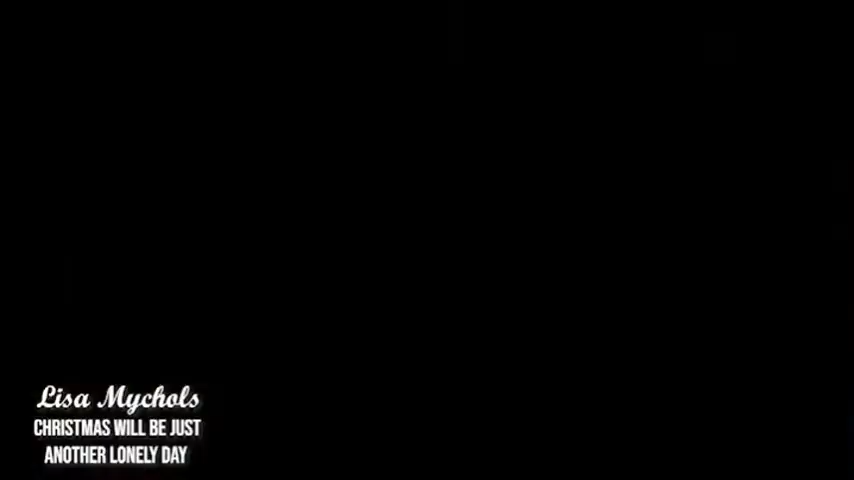 Lisa Mychols
CHRISTMAS WILL BE JUST
ANOTHER LONELY DAY